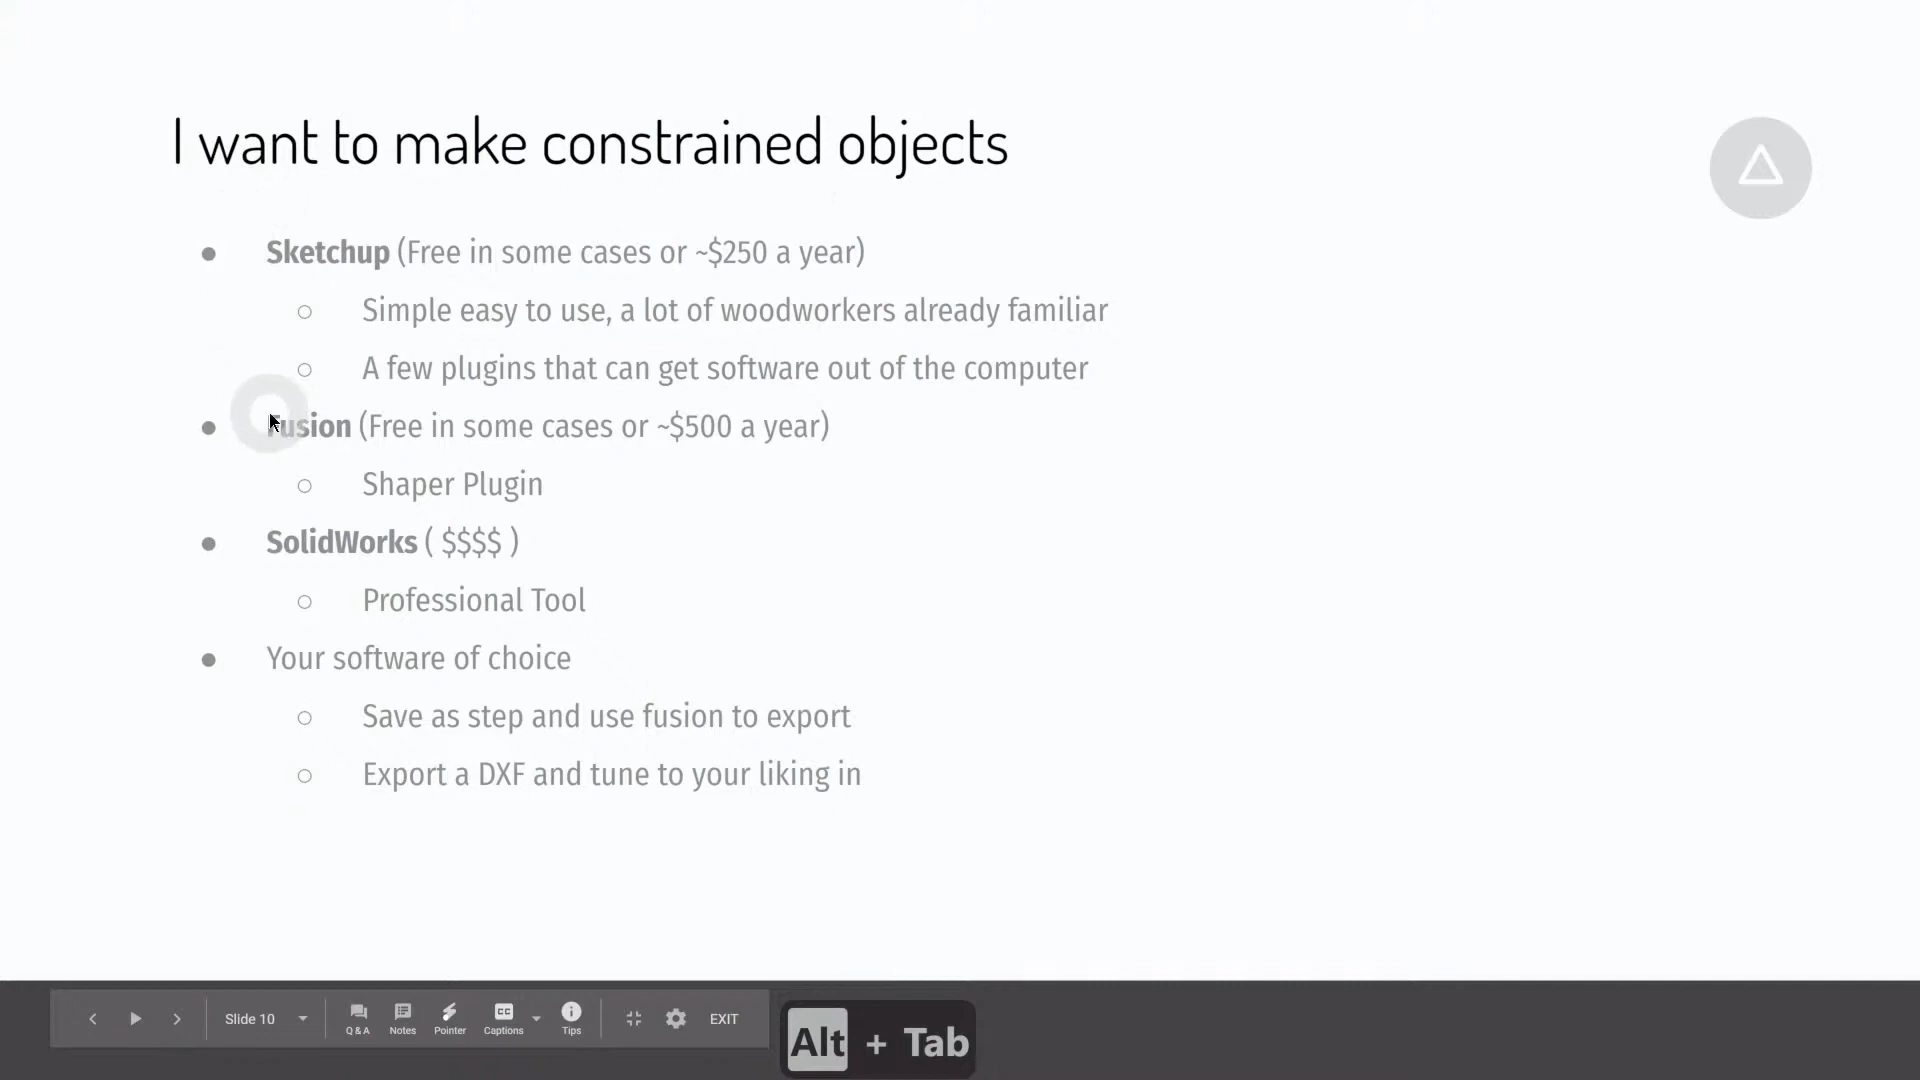 I want to make constrained objects
● Sketchup (Free in some cases or ~$250 a year)
○ Simple easy to use, a lot of woodworkers already familiar
○ A few plugins that can get software out of the computer
● Fusion (Free in some cases or ~$500 a year)
○ Shaper Plugin
● SolidWorks ( $$$$ )
○ Professional Tool
● Your software of choice
○ Save as step and use fusion to export
○ Export a DXF and tune to your liking in
Slide 10
Q & A
Notes
Pointer
CC
Captions
Tips
EXIT
Alt + Tab